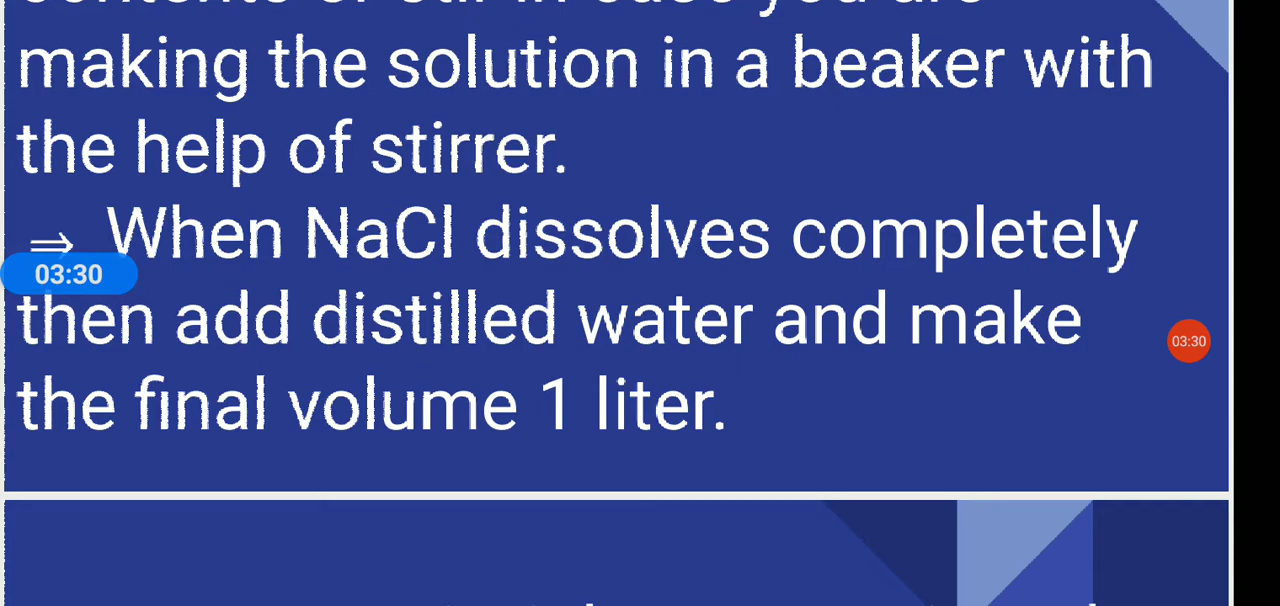 making the solution in a beaker with
the help of stirrer.
⇒ When NaCl dissolves completely
03:30
then add distilled water and make
03:30
the final volume 1 liter.